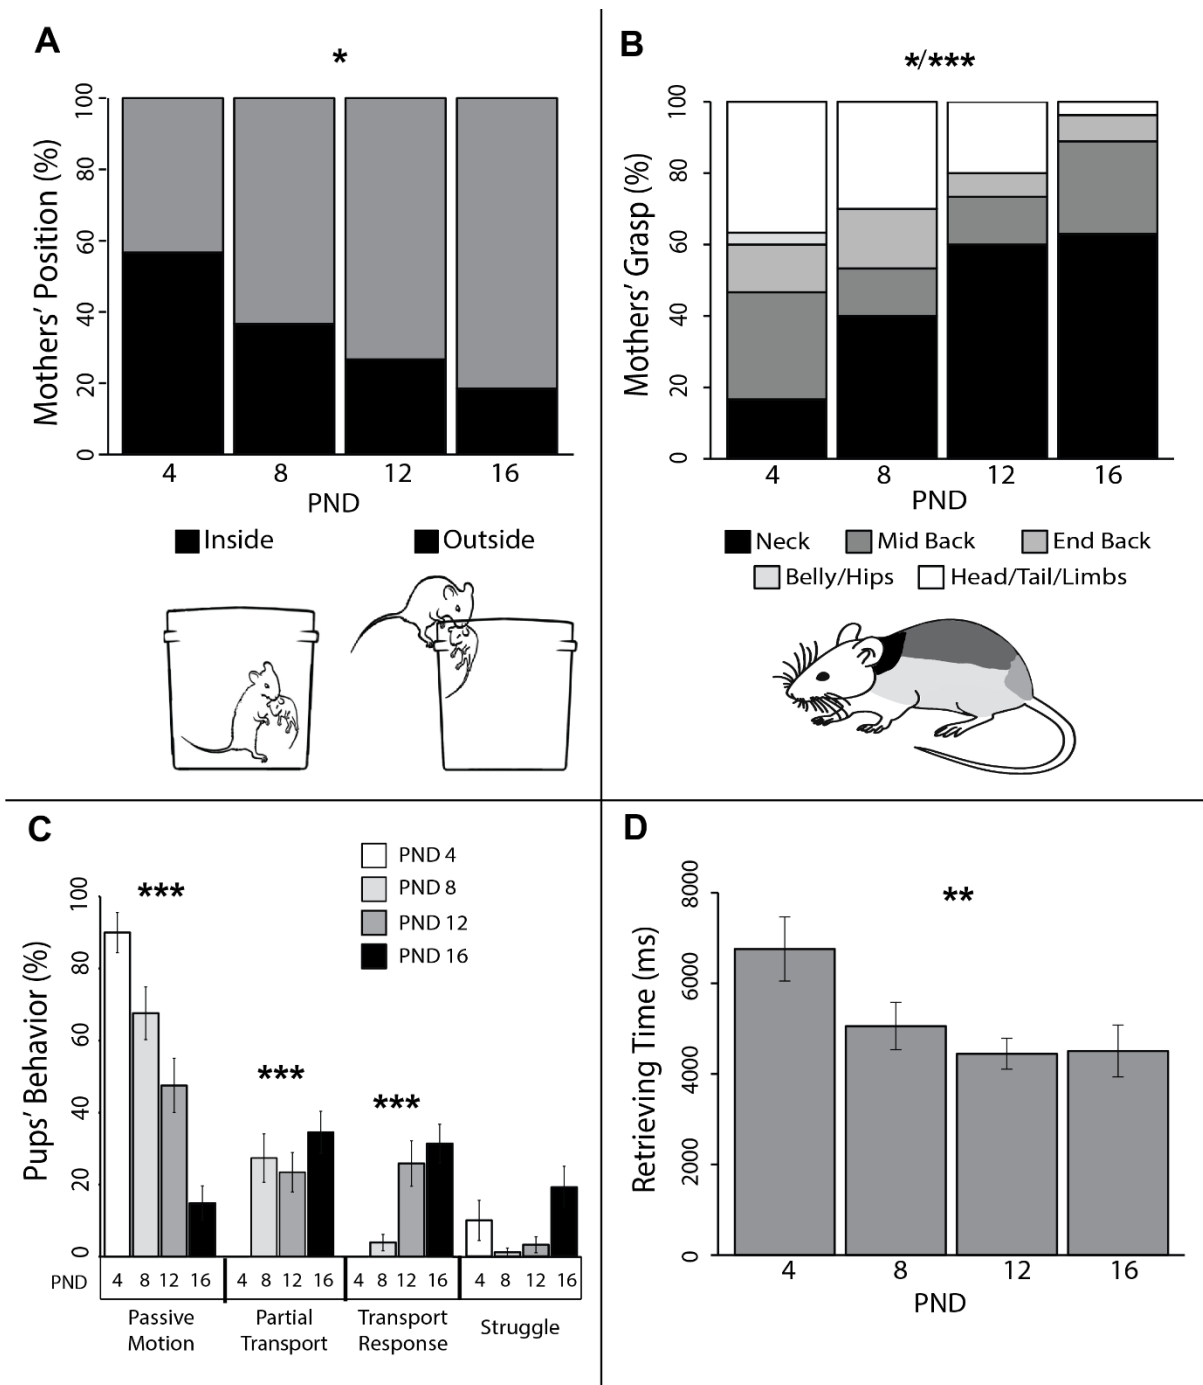 A
*
Mothers' Position (%)
100
80
60
40
20
0
4 8 12 16
PND
Inside Outside
B
*/***
Mothers' Grasp (%)
100
80
60
40
20
0
4 8 12 16
PND
Neck Mid Back End Back
Belly/Hips Head/Tail/Limbs
C
PND 4
PND 8
PND 12
PND 16
Pups' Behavior (%)
100
80
60
40
20
0
***
***
***
PND 4 8 12 16 4 8 12 16 4 8 12 16 4 8 12 16
Passive Motion
Partial Transport
Transport Response
Struggle
D
**
Retrieving Time (ms)
8000
6000
4000
2000
0
4 8 12 16
PND